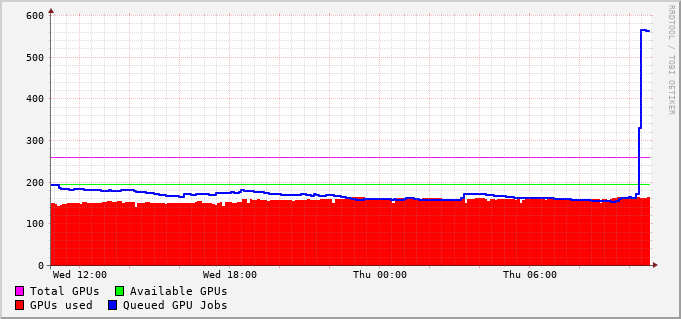 600
500
400
300
200
100
0
Wed 12:00 Wed 18:00 Thu 00:00 Thu 06:00
Total GPUs Available GPUs
GPUs used Queued GPU Jobs
RRDTOOL / TOBI OETIKER